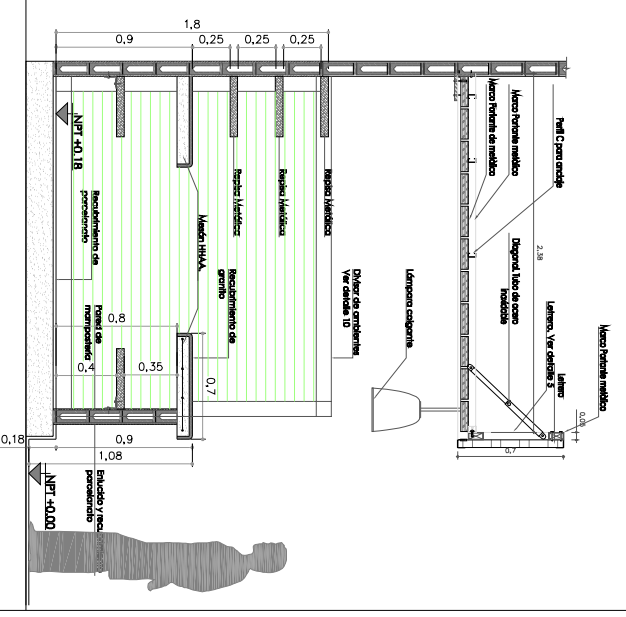 1.8
0.9
0.25
0.25
0.25
NPT +0.18
Recubrimiento de
porcelanato
Mesón HHAA.
Repisa Metálica
Repisa Metálica
Repisa Metálica
Marco Portante de metálico
Marco Portante metálico
Perfil C para anclaje
2.38
Recubrimiento de
granito
Divisor de ambientes
Ver detalle 10
Lámpara colgante
Diagonal. Tubo de acero
inoxidable
Letrero. Ver detalle 5
Letrero
Marco Portante metálico
Pared de
mampostería
0.8
0.4
0.35
0.7
0.7
0.18
0.9
1.08
NPT +0.00
Enlucido y recubrimiento
porcelanato